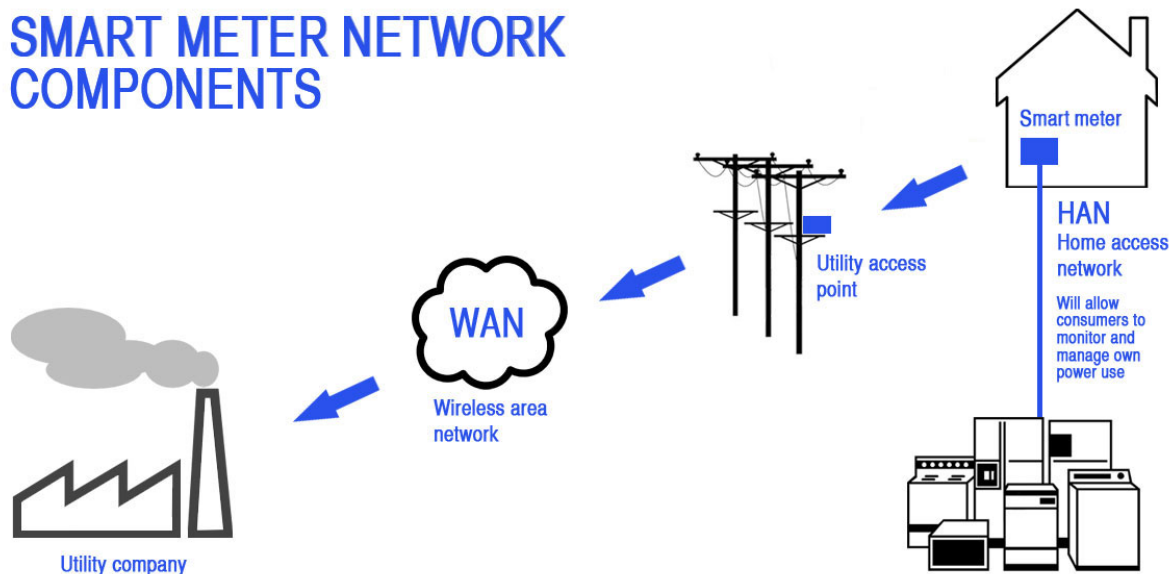 SMART METER NETWORK
COMPONENTS
Smart meter
HAN
Home access
network
Will allow
consumers to
monitor and
manage own
power use
Utility access
point
WAN
Wireless area
network
Utility company